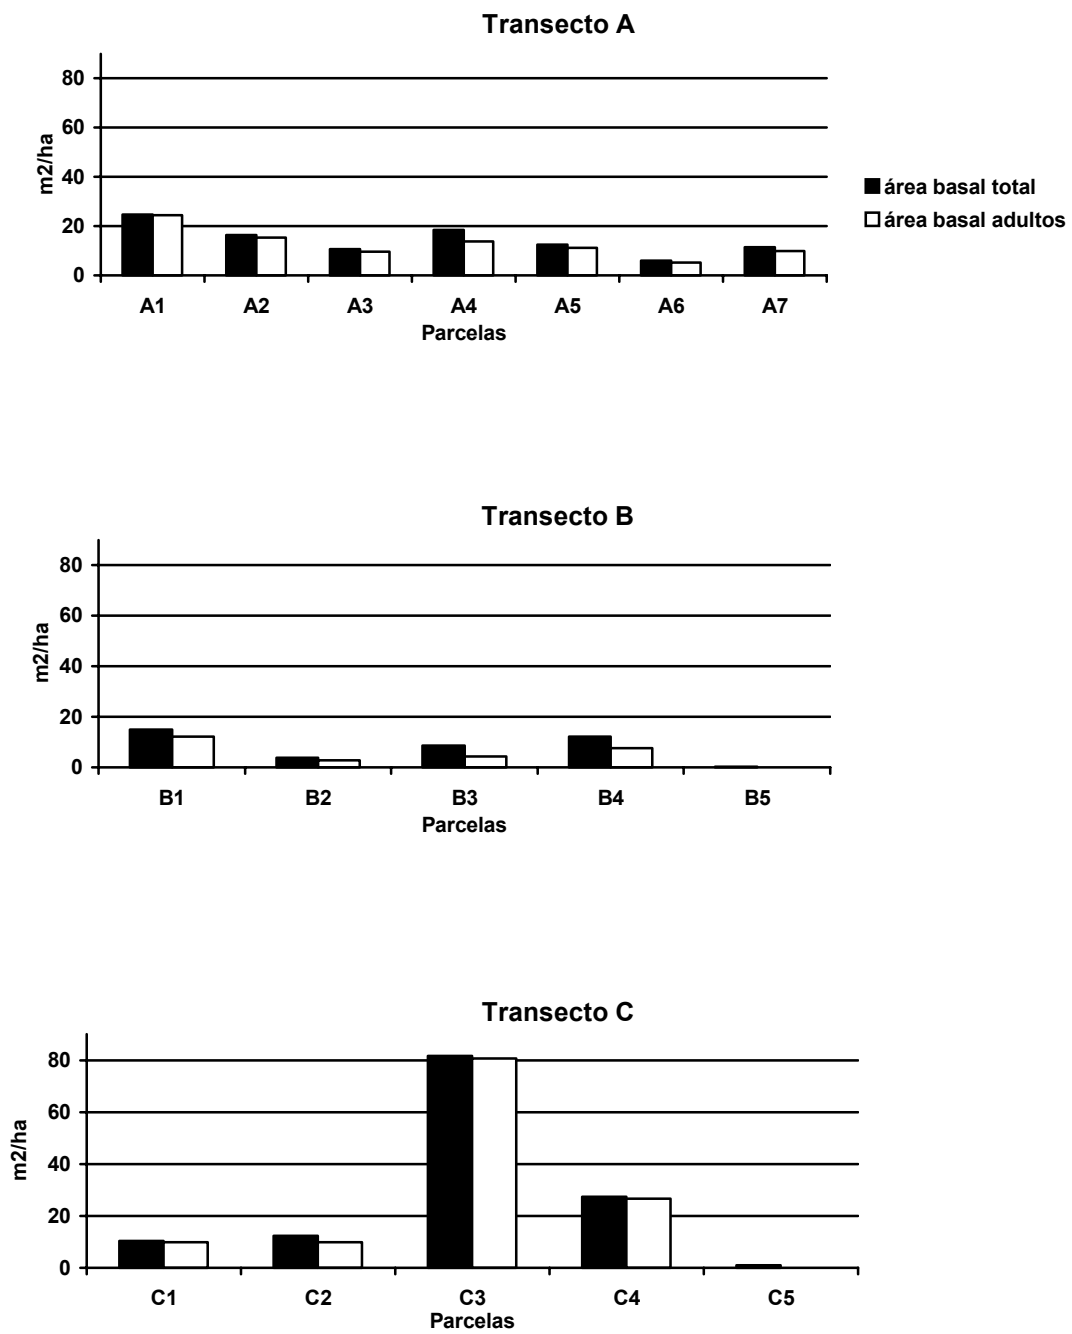 Transecto A
80
60
40
20
0
m2/ha
A1 A2 A3 A4 A5 A6 A7
Parcelas
área basal total
área basal adultos
Transecto B
80
60
40
20
0
m2/ha
B1 B2 B3 B4 B5
Parcelas
Transecto C
80
60
40
20
0
m2/ha
C1 C2 C3 C4 C5
Parcelas